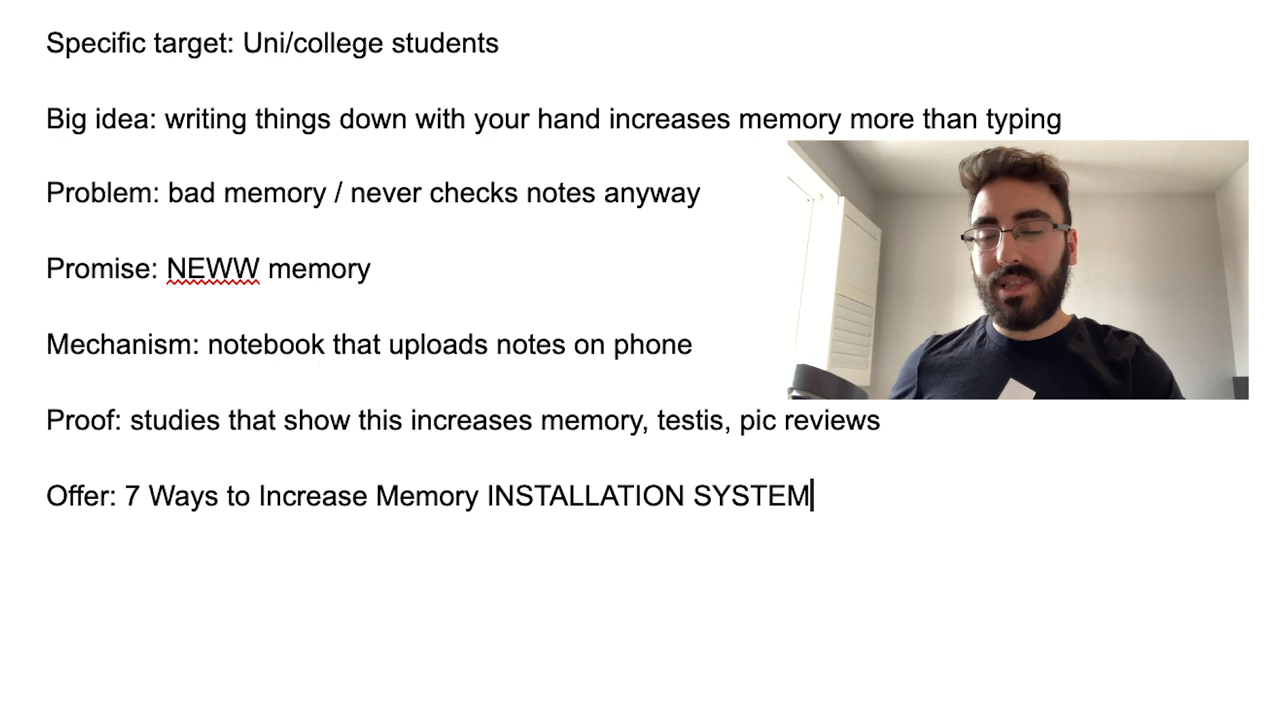 Specific target: Uni/college students
Big idea: writing things down with your hand increases memory more than typing
Problem: bad memory / never checks notes anyway
Promise: NEWW memory
Mechanism: notebook that uploads notes on phone
Proof: studies that show this increases memory, testis, pic reviews
Offer: 7 Ways to Increase Memory INSTALLATION SYSTEM